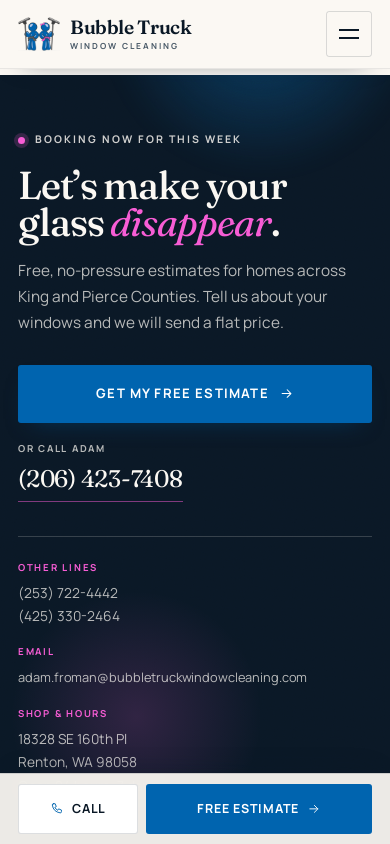 Bubble Truck
WINDOW CLEANING
BOOKING NOW FOR THIS WEEK
Let’s make your
glass disappear.
Free, no-pressure estimates for homes across
King and Pierce Counties. Tell us about your
windows and we will send a flat price.
GET MY FREE ESTIMATE →
OR CALL ADAM
(206) 423-7408
OTHER LINES
(253) 722-4442
(425) 330-2464
EMAIL
adam.froman@bubbletruckwindowcleaning.com
SHOP & HOURS
18328 SE 160th Pl
Renton, WA 98058
CALL
FREE ESTIMATE →